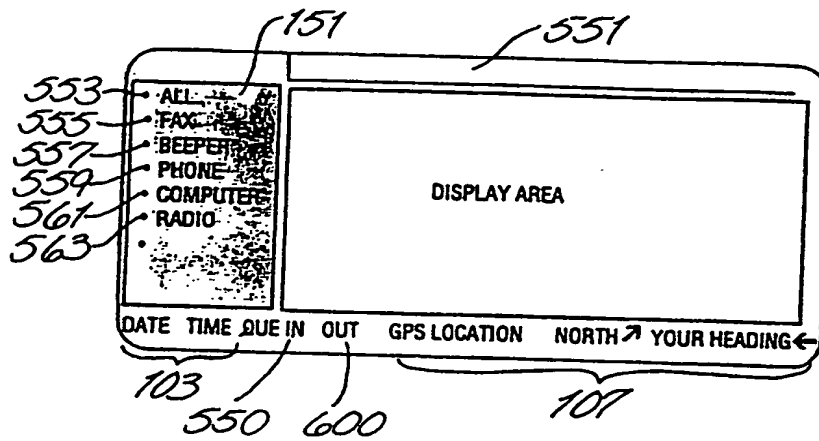 151
551
553 ALL
555 FAX
557 BEEPER
559 PHONE
561 COMPUTER
563 RADIO
DISPLAY AREA
DATE TIME QUE IN OUT GPS LOCATION NORTH ↗ YOUR HEADING ←
103 550 600 107